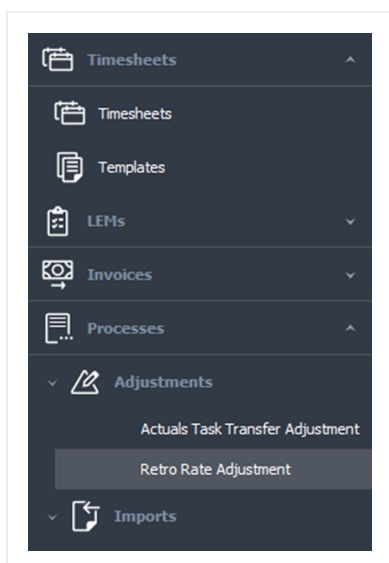 Timesheets
Timesheets
Templates
LEMs
Invoices
Processes
Adjustments
Actuals Task Transfer Adjustment
Retro Rate Adjustment
Imports